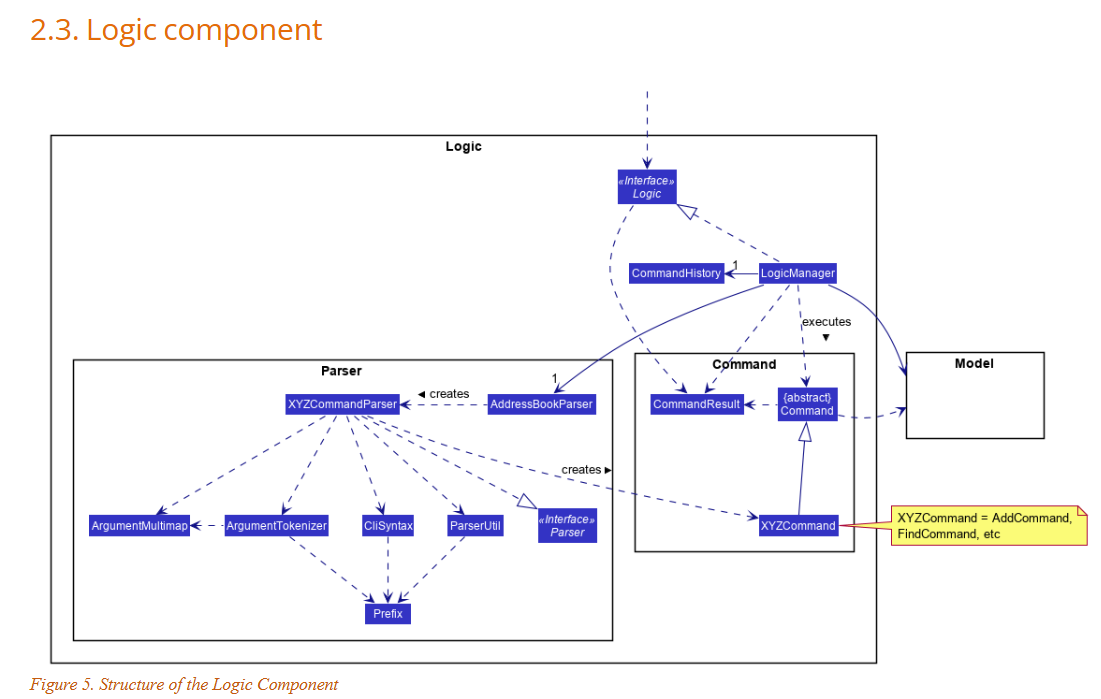 2.3. Logic component
Logic
«Interface»
Logic
CommandHistory
1
LogicManager
executes ▼
Parser
Command
Model
1
XYZCommandParser
◄ creates
AddressBookParser
CommandResult
{abstract}
Command
creates ►
ArgumentMultimap
ArgumentTokenizer
CliSyntax
ParserUtil
«Interface»
Parser
XYZCommand
XYZCommand = AddCommand,
FindCommand, etc
Prefix
Figure 5. Structure of the Logic Component